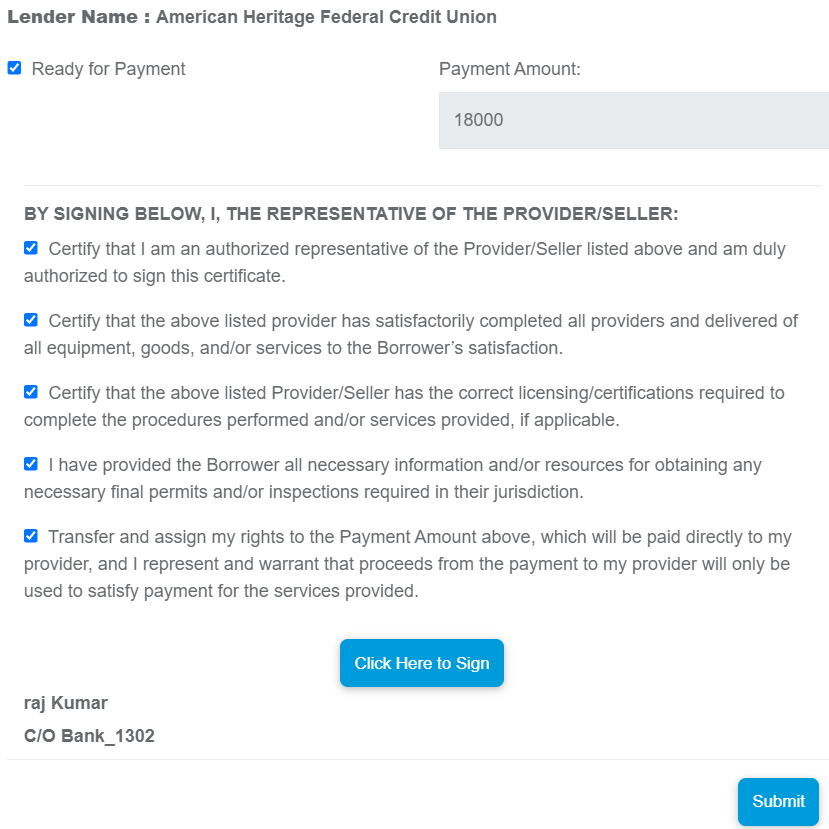 Lender Name : American Heritage Federal Credit Union
Ready for Payment
Payment Amount:
18000
BY SIGNING BELOW, I, THE REPRESENTATIVE OF THE PROVIDER/SELLER:
Certify that I am an authorized representative of the Provider/Seller listed above and am duly
authorized to sign this certificate.
Certify that the above listed provider has satisfactorily completed all providers and delivered of
all equipment, goods, and/or services to the Borrower’s satisfaction.
Certify that the above listed Provider/Seller has the correct licensing/certifications required to
complete the procedures performed and/or services provided, if applicable.
I have provided the Borrower all necessary information and/or resources for obtaining any
necessary final permits and/or inspections required in their jurisdiction.
Transfer and assign my rights to the Payment Amount above, which will be paid directly to my
provider, and I represent and warrant that proceeds from the payment to my provider will only be
used to satisfy payment for the services provided.
Click Here to Sign
raj Kumar
C/O Bank_1302
Submit